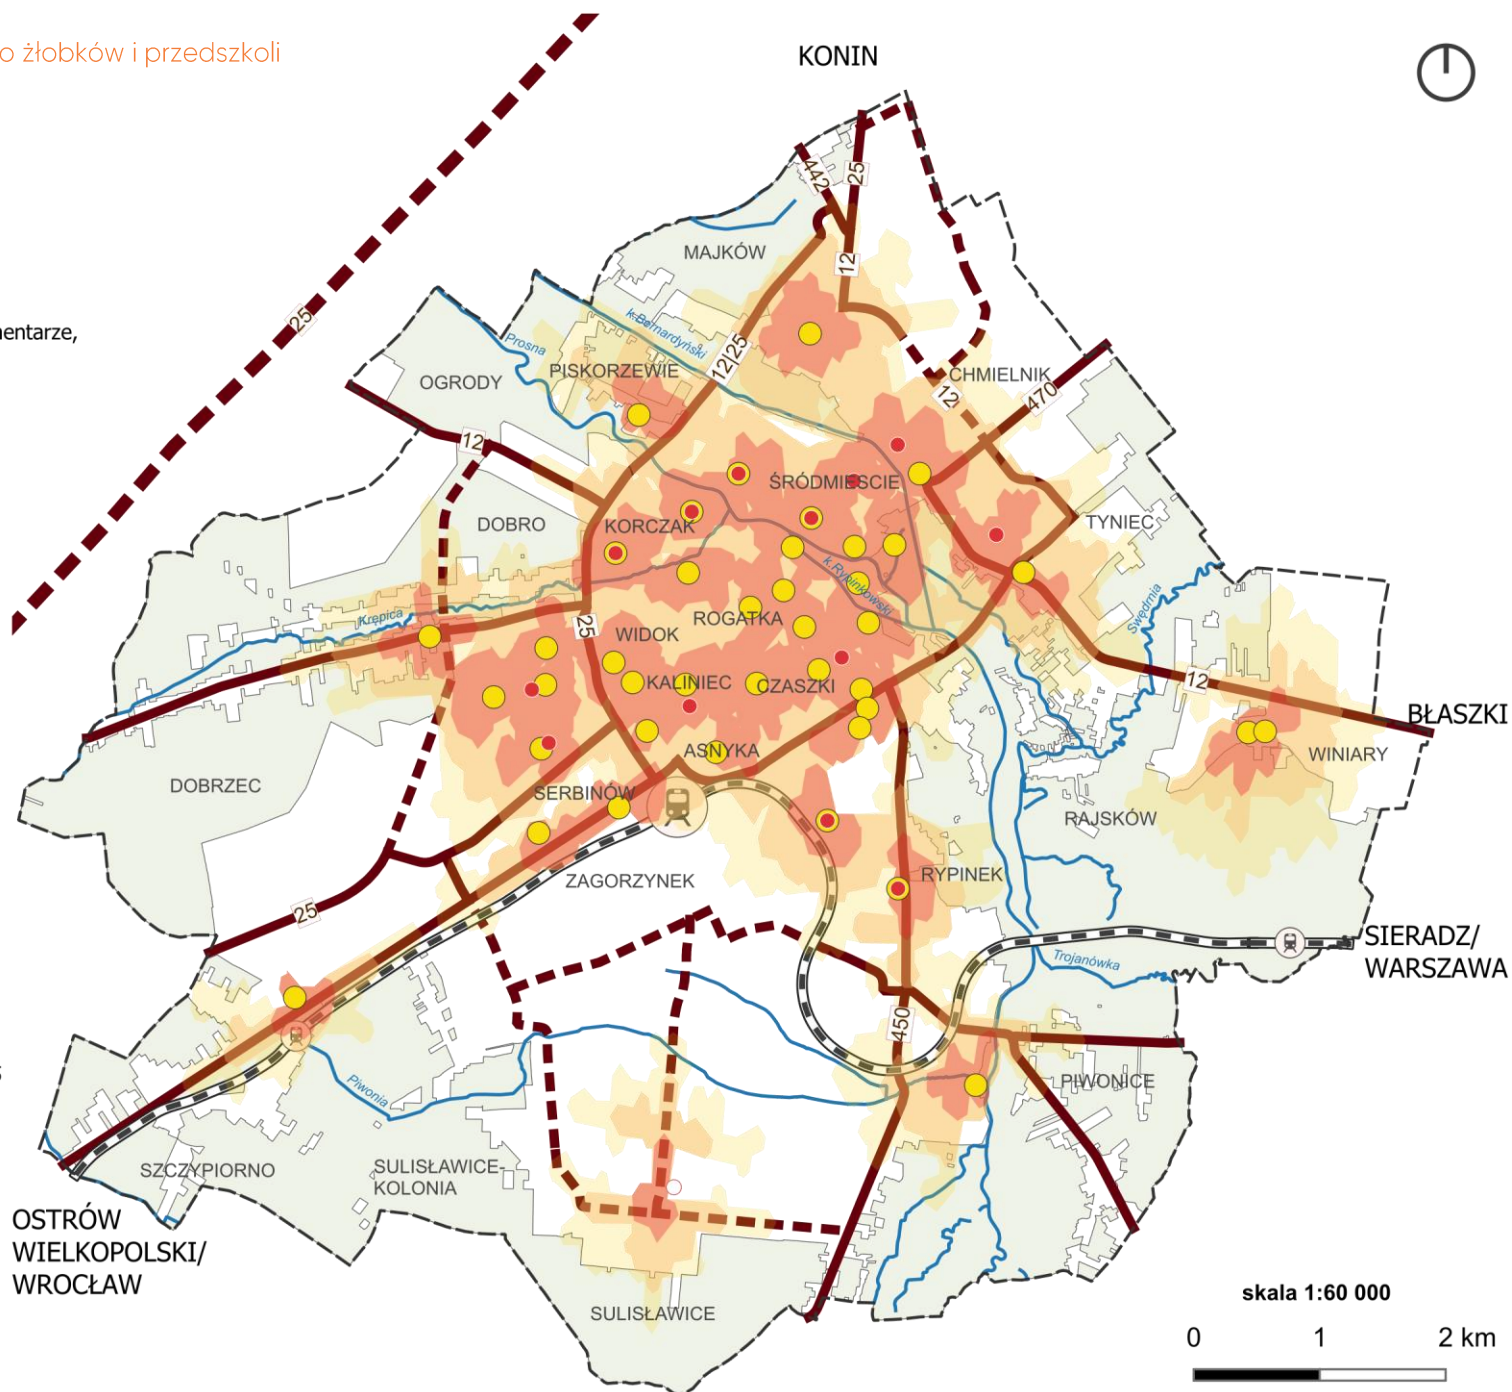 o żłobków i przedszkoli
KONIN
442
25
12
MAJKÓW
25
nentarze,
k.Bernardyński
Prosna
12|25
PISKORZEWIE
OGRODY
CHMIELNIK
12
470
12
ŚRÓDMIEŚCIE
DOBRO
KORCZAK
TYNIEC
k.Rypinkowski
Swędrnia
Krępica
25
WIDOK
ROGATKA
KALINIEC
CZASZKI
12
BŁASZKI
ASNYKA
WINIARY
DOBRZEC
SERBINÓW
RAJSKÓW
ZAGORZYNEK
RYPINEK
25
SIERADZ/
WARSZAWA
Trojanówka
450
PIWONICE
Piwonia
SZCZYPIORNO
SULISŁAWICE-
KOLONIA
OSTRÓW
WIELKOPOLSKI/
WROCŁAW
SULISŁAWICE
skala 1:60 000
0 1 2 km